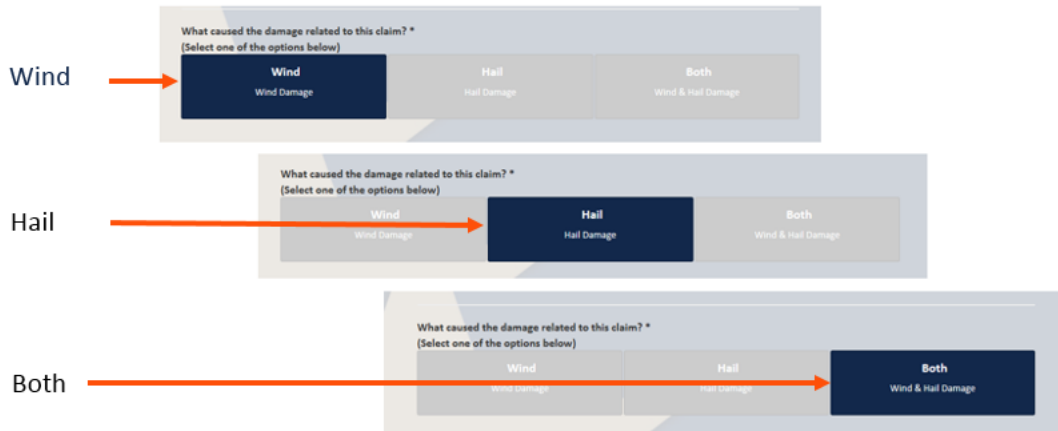 What caused the damage related to this claim? *
(Select one of the options below)
Wind
Wind Hail Both
Wind Damage Hail Damage Wind & Hail Damage
What caused the damage related to this claim? *
(Select one of the options below)
Hail
Wind Hail Both
Wind Damage Hail Damage Wind & Hail Damage
What caused the damage related to this claim? *
(Select one of the options below)
Both
Wind Hail Both
Wind Damage Hail Damage Wind & Hail Damage